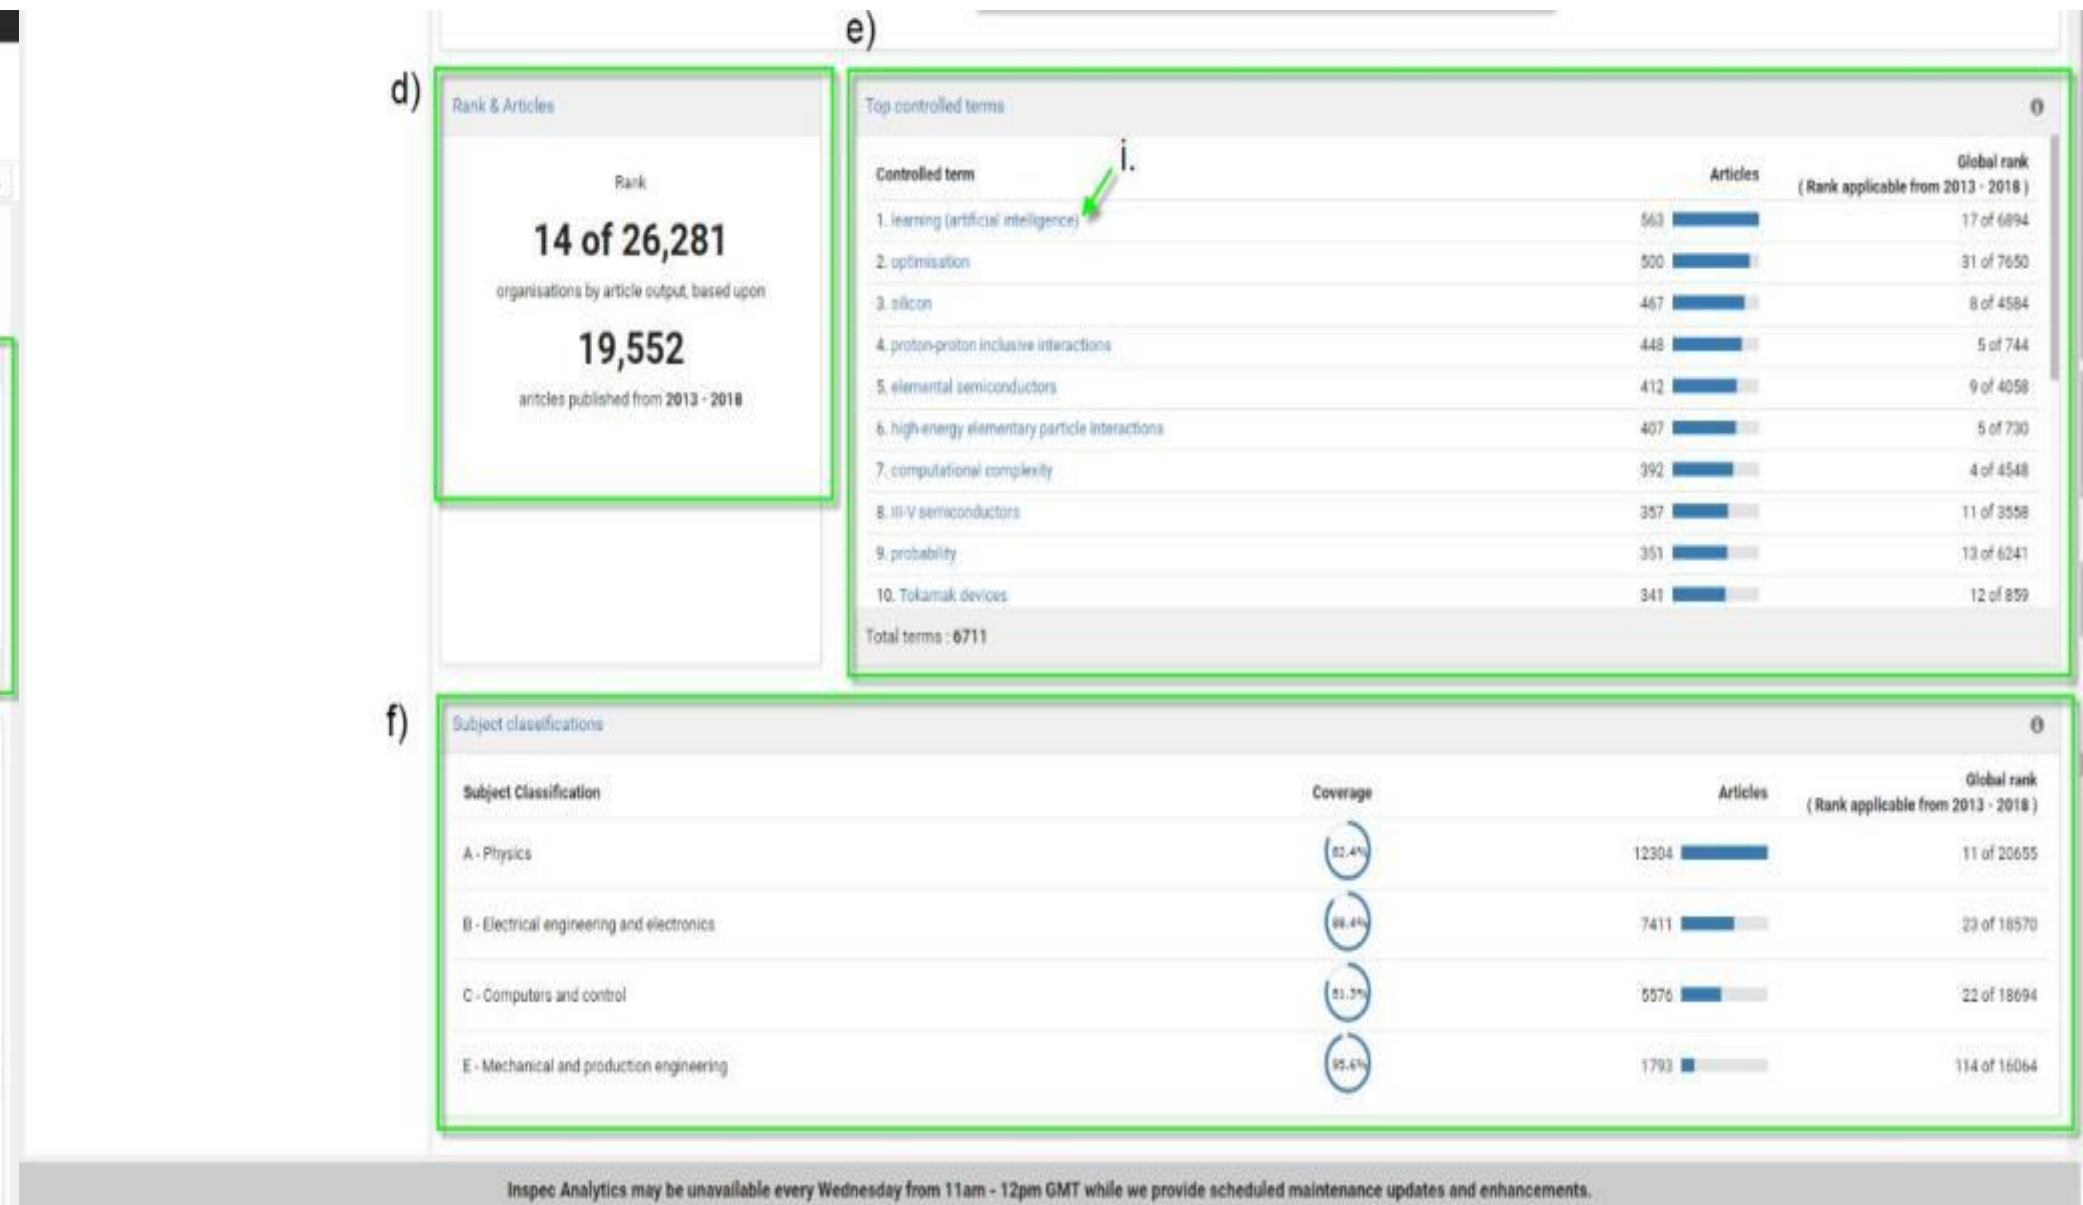 e)
d)
Rank & Articles
Rank
14 of 26,281
organisations by article output, based upon
19,552
aritcles published from 2013 - 2018
Top controlled terms
i.
Controlled term Articles Global rank
( Rank applicable from 2013 - 2018 )
1. learning (artificial intelligence) 563 17 of 6894
2. optimisation 500 31 of 7650
3. silicon 467 8 of 4584
4. proton-proton inclusive interactions 448 5 of 744
5. elemental semiconductors 412 9 of 4058
6. high-energy elementary particle interactions 407 5 of 730
7. computational complexity 392 4 of 4548
8. III-V semiconductors 357 11 of 3558
9. probability 351 13 of 6241
10. Tokamak devices 341 12 of 859
Total terms : 6711
f)
Subject classifications
Subject Classification Coverage Articles Global rank
( Rank applicable from 2013 - 2018 )
A - Physics 12304 11 of 20655
B - Electrical engineering and electronics 88.4% 7411 23 of 18570
C - Computers and control 5576 22 of 18694
E - Mechanical and production engineering 95.6% 1793 114 of 16064
Inspec Analytics may be unavailable every Wednesday from 11am - 12pm GMT while we provide scheduled maintenance updates and enhancements.